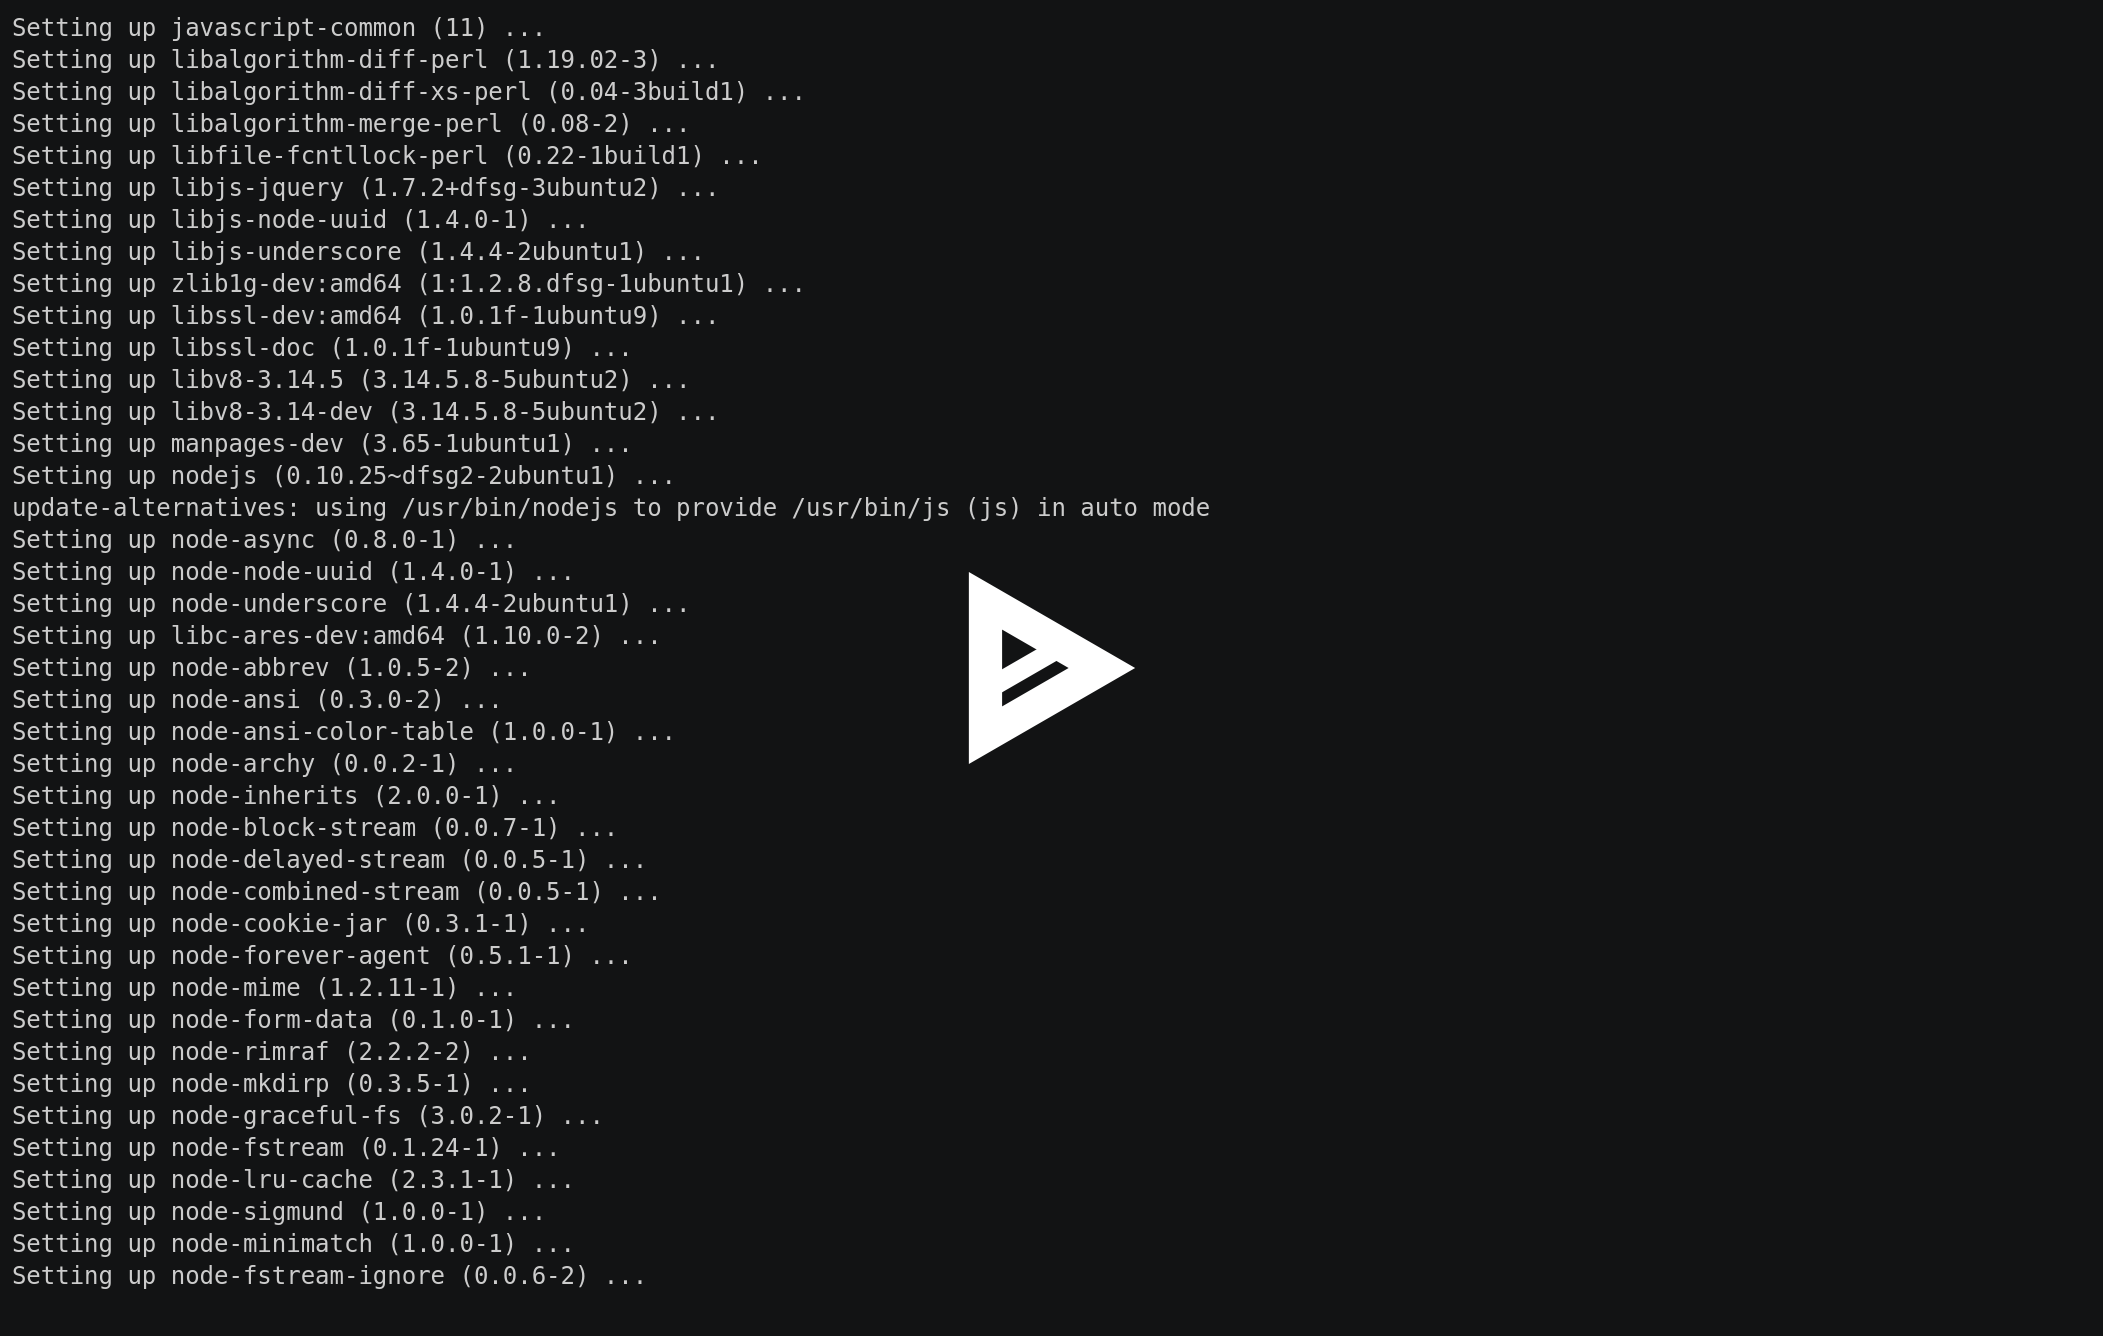 Setting up javascript-common (11) ...
Setting up libalgorithm-diff-perl (1.19.02-3) ...
Setting up libalgorithm-diff-xs-perl (0.04-3build1) ...
Setting up libalgorithm-merge-perl (0.08-2) ...
Setting up libfile-fcntllock-perl (0.22-1build1) ...
Setting up libjs-jquery (1.7.2+dfsg-3ubuntu2) ...
Setting up libjs-node-uuid (1.4.0-1) ...
Setting up libjs-underscore (1.4.4-2ubuntu1) ...
Setting up zlib1g-dev:amd64 (1:1.2.8.dfsg-1ubuntu1) ...
Setting up libssl-dev:amd64 (1.0.1f-1ubuntu9) ...
Setting up libssl-doc (1.0.1f-1ubuntu9) ...
Setting up libv8-3.14.5 (3.14.5.8-5ubuntu2) ...
Setting up libv8-3.14-dev (3.14.5.8-5ubuntu2) ...
Setting up manpages-dev (3.65-1ubuntu1) ...
Setting up nodejs (0.10.25~dfsg2-2ubuntu1) ...
update-alternatives: using /usr/bin/nodejs to provide /usr/bin/js (js) in auto mode
Setting up node-async (0.8.0-1) ...
Setting up node-node-uuid (1.4.0-1) ...
Setting up node-underscore (1.4.4-2ubuntu1) ...
Setting up libc-ares-dev:amd64 (1.10.0-2) ...
Setting up node-abbrev (1.0.5-2) ...
Setting up node-ansi (0.3.0-2) ...
Setting up node-ansi-color-table (1.0.0-1) ...
Setting up node-archy (0.0.2-1) ...
Setting up node-inherits (2.0.0-1) ...
Setting up node-block-stream (0.0.7-1) ...
Setting up node-delayed-stream (0.0.5-1) ...
Setting up node-combined-stream (0.0.5-1) ...
Setting up node-cookie-jar (0.3.1-1) ...
Setting up node-forever-agent (0.5.1-1) ...
Setting up node-mime (1.2.11-1) ...
Setting up node-form-data (0.1.0-1) ...
Setting up node-rimraf (2.2.2-2) ...
Setting up node-mkdirp (0.3.5-1) ...
Setting up node-graceful-fs (3.0.2-1) ...
Setting up node-fstream (0.1.24-1) ...
Setting up node-lru-cache (2.3.1-1) ...
Setting up node-sigmund (1.0.0-1) ...
Setting up node-minimatch (1.0.0-1) ...
Setting up node-fstream-ignore (0.0.6-2) ...